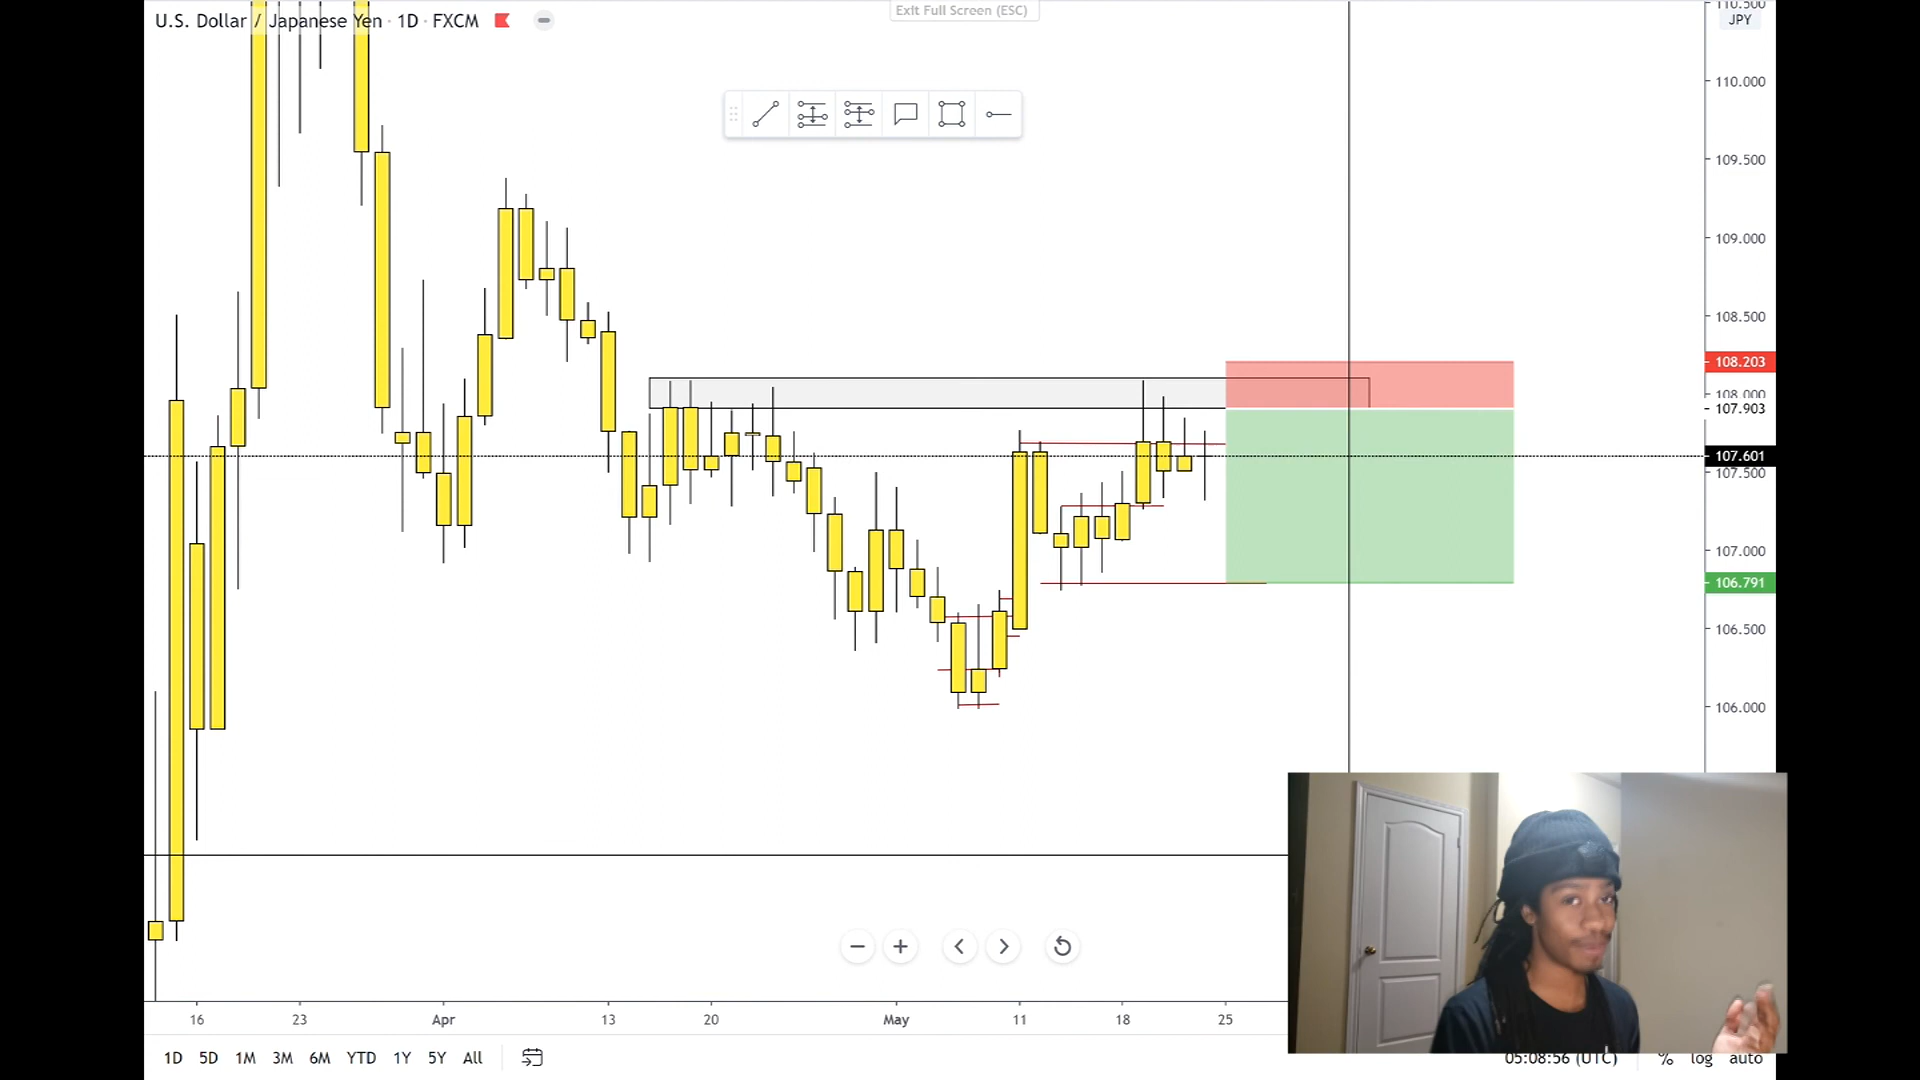 Exit Full Screen (ESC)
U.S. Dollar / Japanese Yen · 1D · FXCM
110.500
JPY
110.000
109.500
109.000
108.500
108.203
108.000
107.903
107.601
107.500
107.000
106.791
106.500
106.000
16 23 Apr 13 20 May 11 18 25
1D 5D 1M 3M 6M YTD 1Y 5Y All
05:08:56 (UTC) % log auto